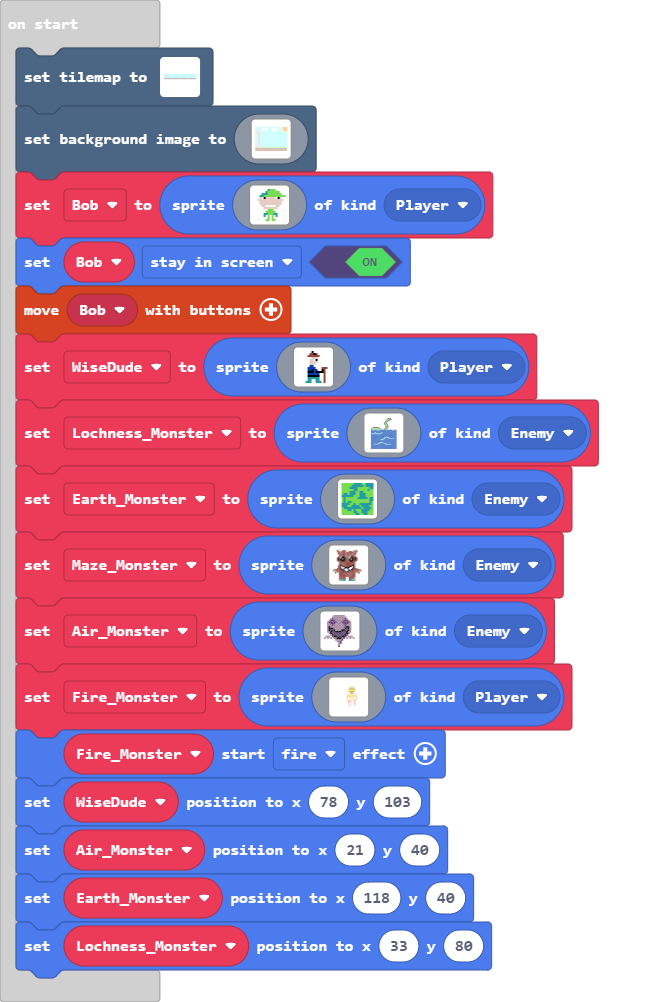 on start
set tilemap to
set background image to
set Bob to sprite of kind Player
set Bob stay in screen ON
move Bob with buttons
set WiseDude to sprite of kind Player
set Lochness_Monster to sprite of kind Enemy
set Earth_Monster to sprite of kind Enemy
set Maze_Monster to sprite of kind Enemy
set Air_Monster to sprite of kind Enemy
set Fire_Monster to sprite of kind Player
Fire_Monster start fire effect
set WiseDude position to x 78 y 103
set Air_Monster position to x 21 y 40
set Earth_Monster position to x 118 y 40
set Lochness_Monster position to x 33 y 80